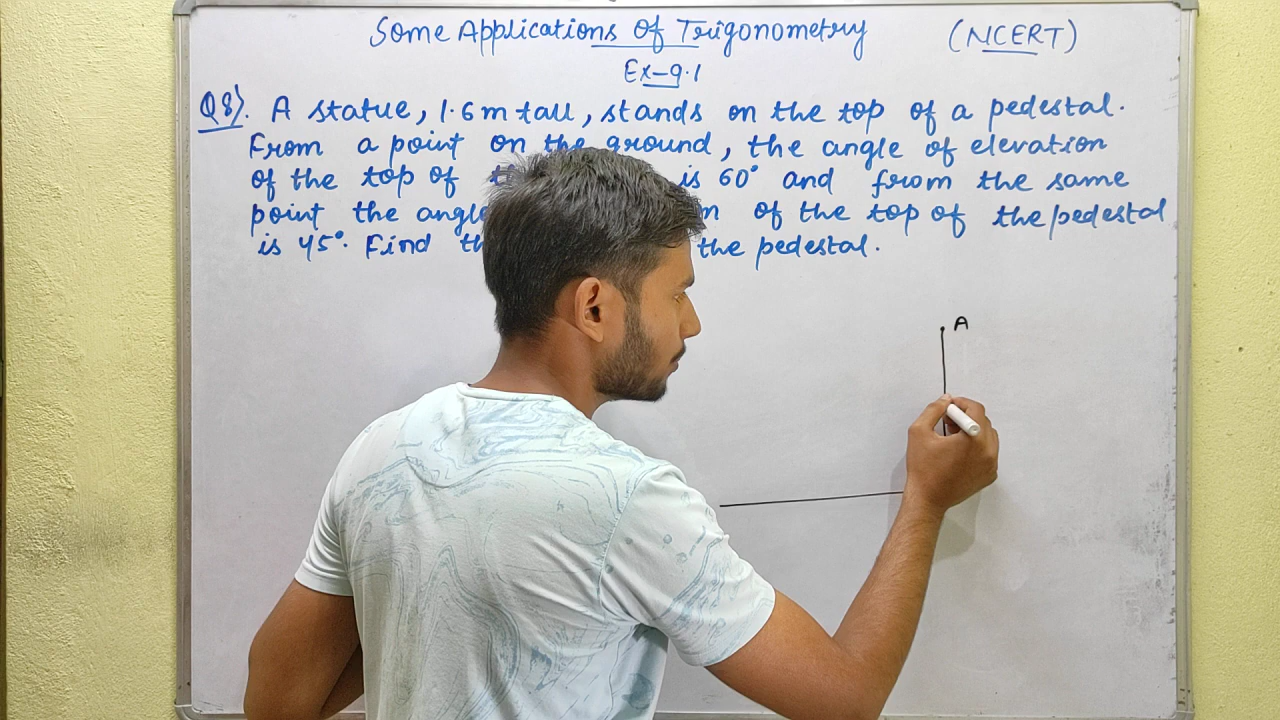 Some Applications Of Trigonometry (NCERT)
Ex-9.1
Q8). A statue, 1.6m tall, stands on the top of a pedestal.
From a point on the ground, the angle of elevation
of the top of is 60° and from the same
point the angle of the top of the pedestal
is 45°. Find the pedestal.
A